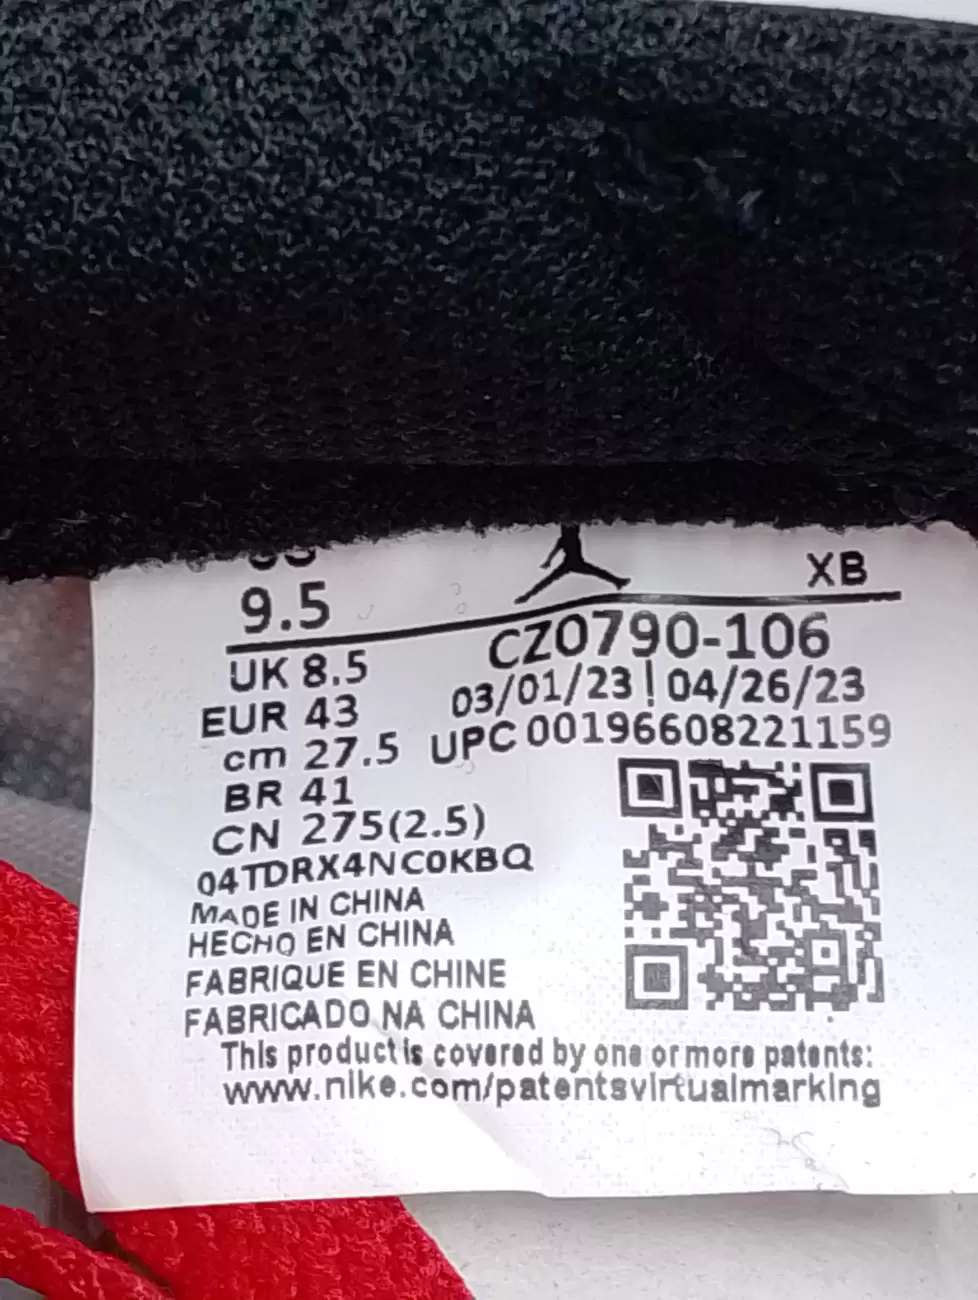 9.5
XB
UK 8.5
CZ0790-106
EUR 43
03/01/23 | 04/26/23
cm 27.5
UPC 00196608221159
BR 41
CN 275(2.5)
04TDRX4NC0KBQ
MADE IN CHINA
HECHO EN CHINA
FABRIQUE EN CHINE
FABRICADO NA CHINA
This product is covered by one or more patents:
www.nike.com/patentsvirtualmarking